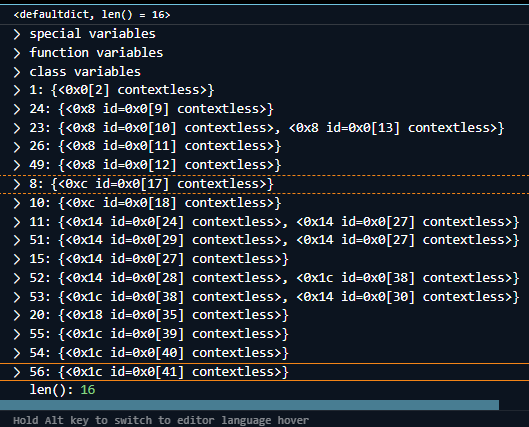 <defaultdict, len() = 16>
> special variables
> function variables
> class variables
> 1: {<0x0[2] contextless>}
> 24: {<0x8 id=0x0[9] contextless>}
> 23: {<0x8 id=0x0[10] contextless>, <0x8 id=0x0[13] contextless>}
> 26: {<0x8 id=0x0[11] contextless>}
> 49: {<0x8 id=0x0[12] contextless>}
> 8: {<0xc id=0x0[17] contextless>}
> 10: {<0xc id=0x0[18] contextless>}
> 11: {<0x14 id=0x0[24] contextless>, <0x14 id=0x0[27] contextless>}
> 51: {<0x14 id=0x0[29] contextless>, <0x14 id=0x0[27] contextless>}
> 15: {<0x14 id=0x0[27] contextless>}
> 52: {<0x14 id=0x0[28] contextless>, <0x1c id=0x0[38] contextless>}
> 53: {<0x1c id=0x0[38] contextless>, <0x14 id=0x0[30] contextless>}
> 20: {<0x18 id=0x0[35] contextless>}
> 55: {<0x1c id=0x0[39] contextless>}
> 54: {<0x1c id=0x0[40] contextless>}
> 56: {<0x1c id=0x0[41] contextless>}
len(): 16
Hold Alt key to switch to editor language hover